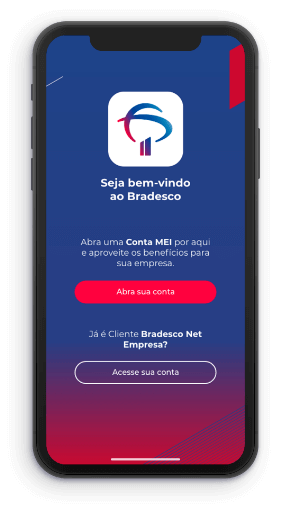 Seja bem-vindo
ao Bradesco
Abra uma Conta MEI por aqui
e aproveite os benefícios para
sua empresa.
Abra sua conta
Já é Cliente Bradesco Net
Empresa?
Acesse sua conta